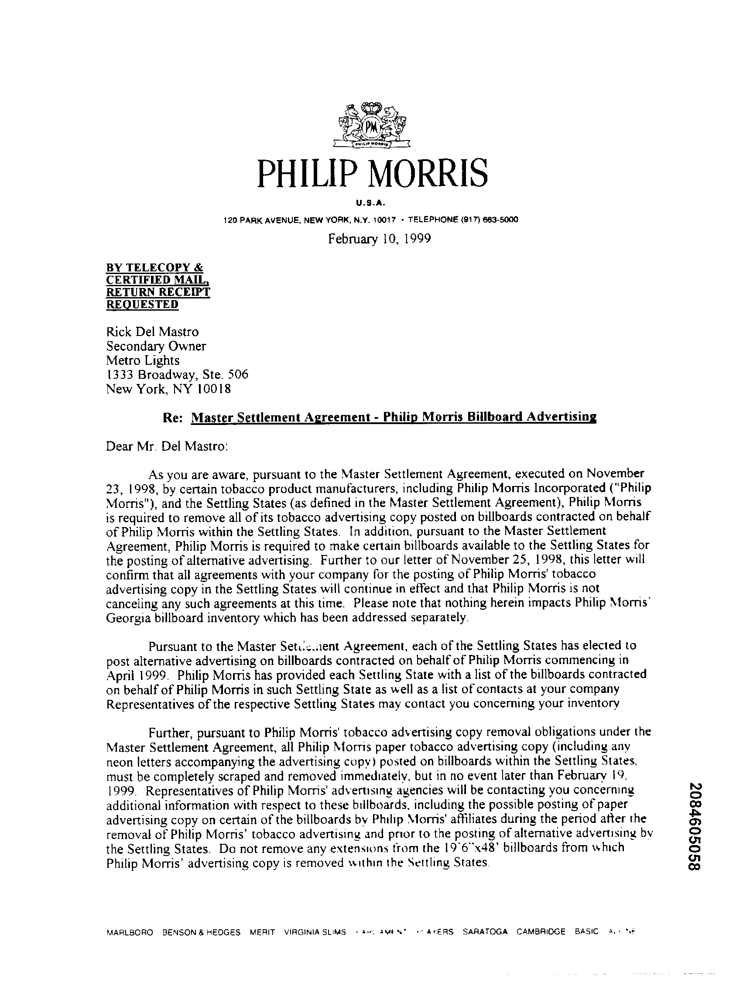 PM
PHILIP MORRIS
PHILIP MORRIS
U.S.A.
120 PARK AVENUE, NEW YORK, N.Y. 10017 • TELEPHONE (917) 663-5000
February 10, 1999
BY TELECOPY &
CERTIFIED MAIL,
RETURN RECEIPT
REQUESTED
Rick Del Mastro
Secondary Owner
Metro Lights
1333 Broadway, Ste. 506
New York, NY 10018
Re: Master Settlement Agreement - Philip Morris Billboard Advertising
Dear Mr. Del Mastro:
As you are aware, pursuant to the Master Settlement Agreement, executed on November
23, 1998, by certain tobacco product manufacturers, including Philip Morris Incorporated ("Philip
Morris"), and the Settling States (as defined in the Master Settlement Agreement), Philip Morris
is required to remove all of its tobacco advertising copy posted on billboards contracted on behalf
of Philip Morris within the Settling States. In addition, pursuant to the Master Settlement
Agreement, Philip Morris is required to make certain billboards available to the Settling States for
the posting of alternative advertising. Further to our letter of November 25, 1998, this letter will
confirm that all agreements with your company for the posting of Philip Morris' tobacco
advertising copy in the Settling States will continue in effect and that Philip Morris is not
canceling any such agreements at this time. Please note that nothing herein impacts Philip Morris'
Georgia billboard inventory which has been addressed separately.
Pursuant to the Master Settlement Agreement, each of the Settling States has elected to
post alternative advertising on billboards contracted on behalf of Philip Morris commencing in
April 1999. Philip Morris has provided each Settling State with a list of the billboards contracted
on behalf of Philip Morris in such Settling State as well as a list of contacts at your company
Representatives of the respective Settling States may contact you concerning your inventory
Further, pursuant to Philip Morris' tobacco advertising copy removal obligations under the
Master Settlement Agreement, all Philip Morris paper tobacco advertising copy (including any
neon letters accompanying the advertising copy) posted on billboards within the Settling States,
must be completely scraped and removed immediately, but in no event later than February 19,
1999. Representatives of Philip Morris' advertising agencies will be contacting you concerning
additional information with respect to these billboards, including the possible posting of paper
advertising copy on certain of the billboards by Philip Morris' affiliates during the period after the
removal of Philip Morris' tobacco advertising and prior to the posting of alternative advertising by
the Settling States. Do not remove any extensions from the 19'6"x48' billboards from which
Philip Morris' advertising copy is removed within the Settling States.
2084605058
MARLBORO BENSON & HEDGES MERIT VIRGINIA SLIMS SARATOGA CAMBRIDGE BASIC